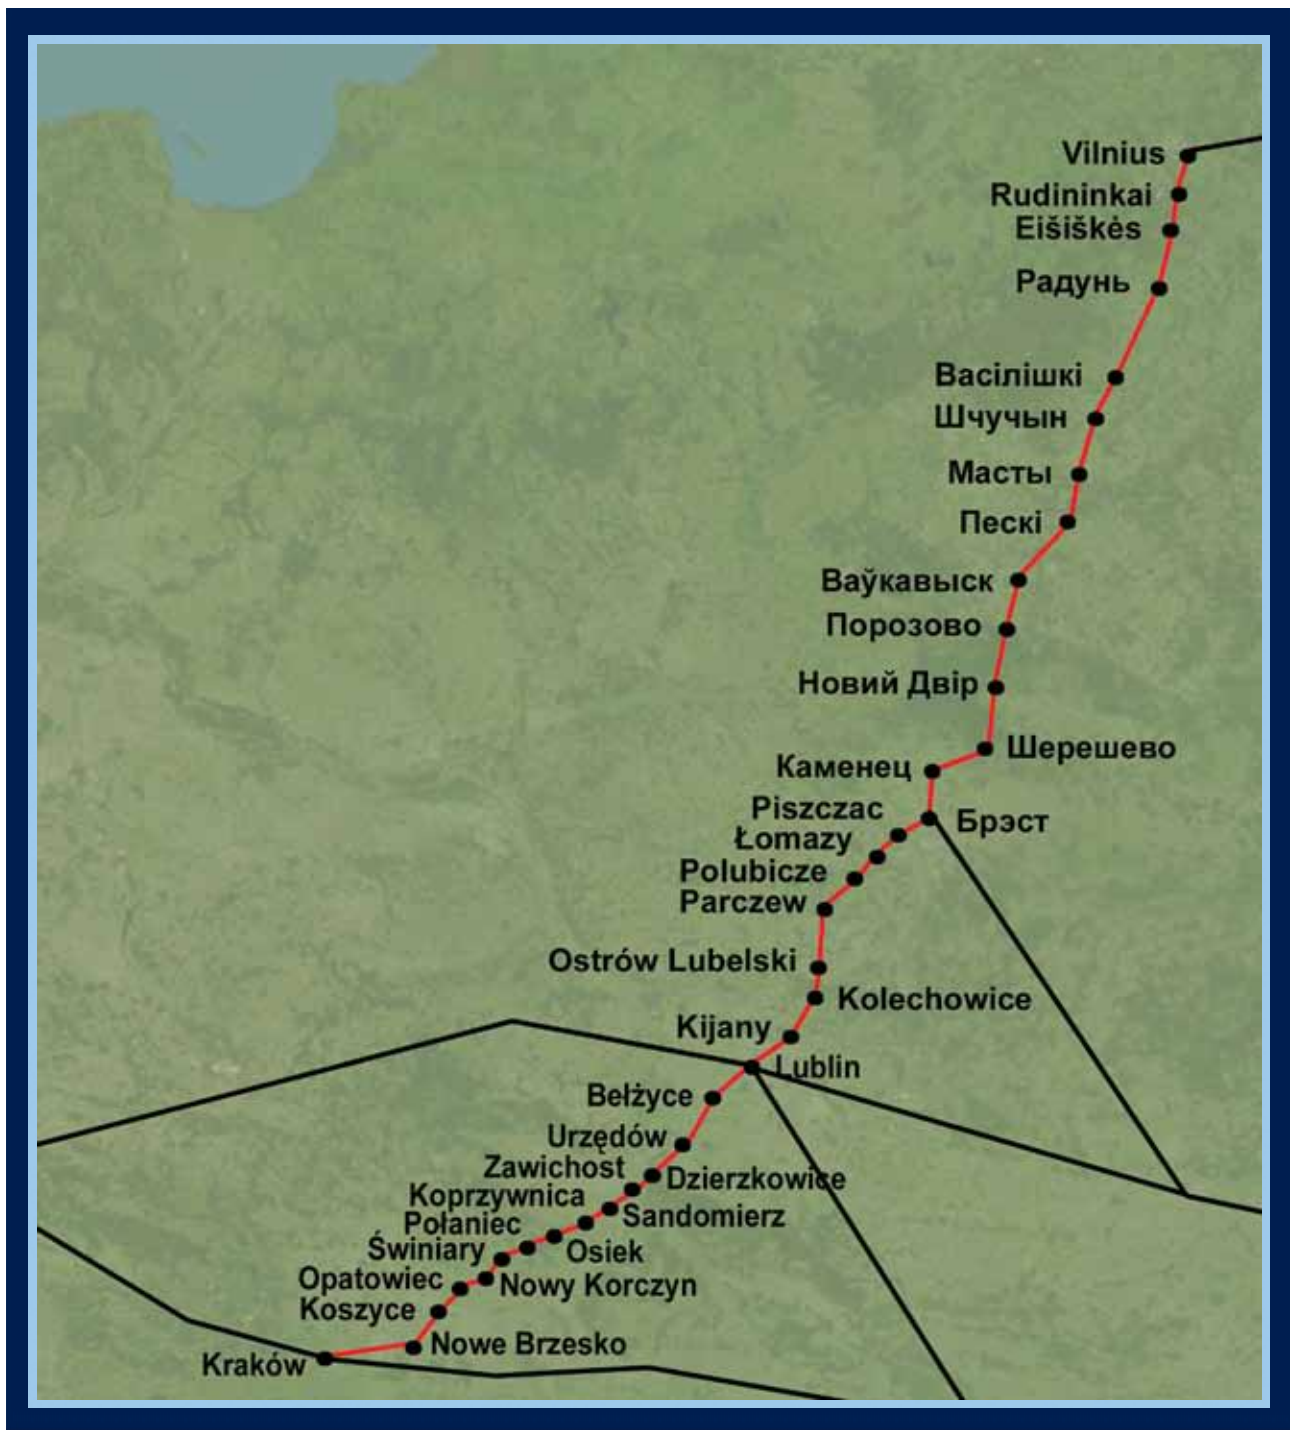 Vilnius
Rudininkai
Eišiškės
Радунь
Васілішкі
Шчучын
Масты
Пескі
Ваўкавыск
Порозово
Новий Двір
Шерешево
Каменец
Piszczac
Брэст
Łomazy
Polubicze
Parczew
Ostrów Lubelski
Kolechowice
Kijany
Lublin
Bełżyce
Urzędów
Zawichost
Dzierzkowice
Koprzywnica
Sandomierz
Połaniec
Świniary
Osiek
Opatowiec
Nowy Korczyn
Koszyce
Nowe Brzesko
Kraków